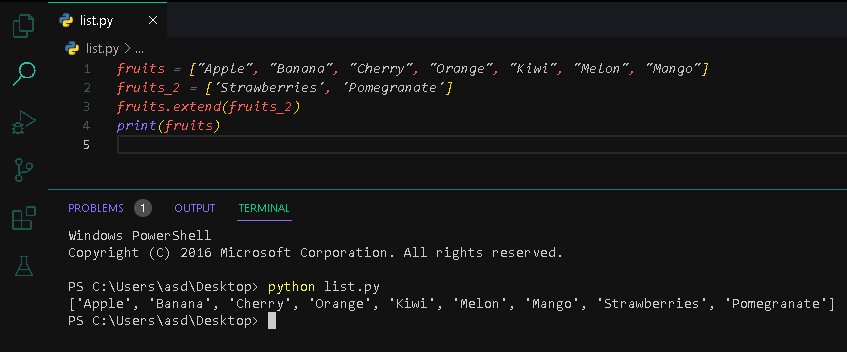 list.py ×
list.py > ...
1 fruits = ["Apple", "Banana", "Cherry", "Orange", "Kiwi", "Melon", "Mango"]
2 fruits_2 = ['Strawberries', 'Pomegranate']
3 fruits.extend(fruits_2)
4 print(fruits)
5
PROBLEMS 1 OUTPUT TERMINAL
Windows PowerShell
Copyright (C) 2016 Microsoft Corporation. All rights reserved.
PS C:\Users\asd\Desktop> python list.py
['Apple', 'Banana', 'Cherry', 'Orange', 'Kiwi', 'Melon', 'Mango', 'Strawberries', 'Pomegranate']
PS C:\Users\asd\Desktop>